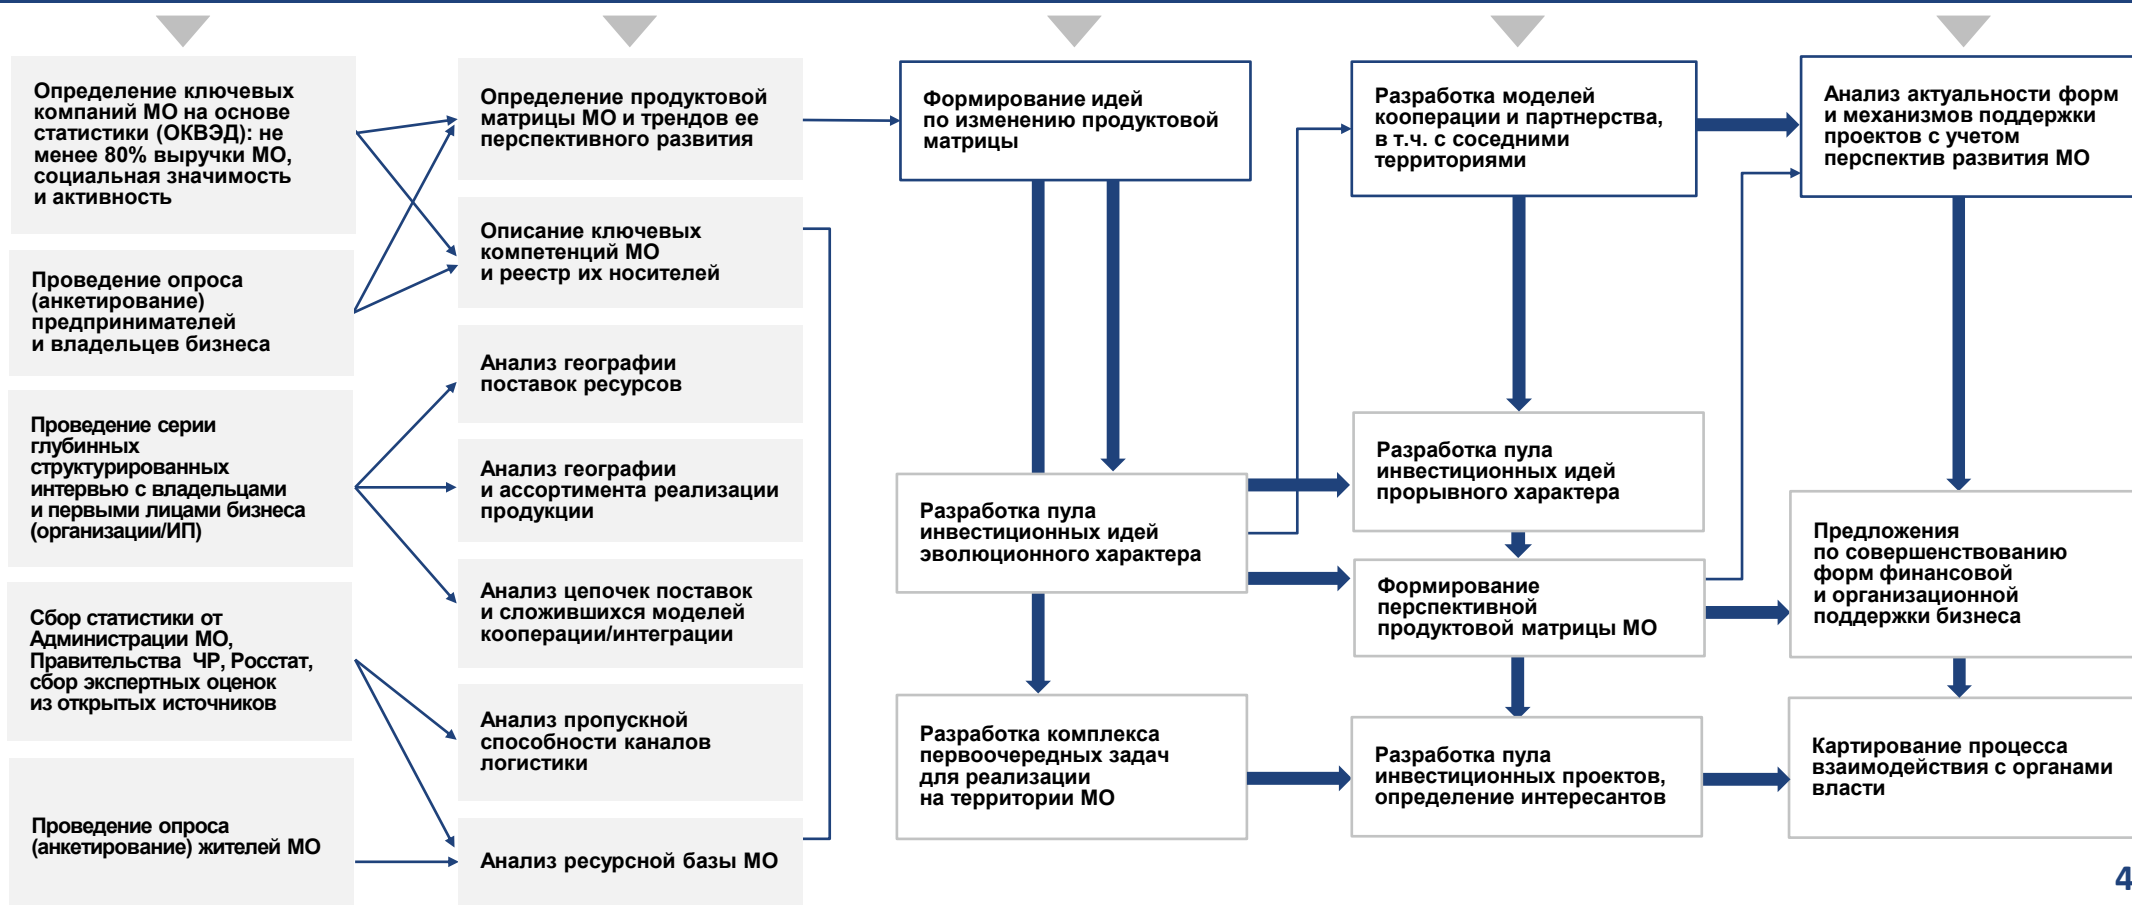 Определение ключевых
компаний МО на основе
статистики (ОКВЭД): не
менее 80% выручки МО,
социальная значимость
и активность
Проведение опроса
(анкетирование)
предпринимателей
и владельцев бизнеса
Проведение серии
глубинных
структурированных
интервью с владельцами
и первыми лицами бизнеса
(организации/ИП)
Сбор статистики от
Администрации МО,
Правительства ЧР, Росстат,
сбор экспертных оценок
из открытых источников
Проведение опроса
(анкетирование) жителей МО
Определение продуктовой
матрицы МО и трендов ее
перспективного развития
Описание ключевых
компетенций МО
и реестр их носителей
Анализ географии
поставок ресурсов
Анализ географии
и ассортимента реализации
продукции
Анализ цепочек поставок
и сложившихся моделей
кооперации/интеграции
Анализ пропускной
способности каналов
логистики
Анализ ресурсной базы МО
Формирование идей
по изменению продуктовой
матрицы
Разработка пула
инвестиционных идей
эволюционного характера
Разработка комплекса
первоочередных задач
для реализации
на территории МО
Разработка моделей
кооперации и партнерства,
в т.ч. с соседними
территориями
Разработка пула
инвестиционных идей
прорывного характера
Формирование
перспективной
продуктовой матрицы МО
Разработка пула
инвестиционных проектов,
определение интересантов
Анализ актуальности форм
и механизмов поддержки
проектов с учетом
перспектив развития МО
Предложения
по совершенствованию
форм финансовой
и организационной
поддержки бизнеса
Картирование процесса
взаимодействия с органами
власти
4